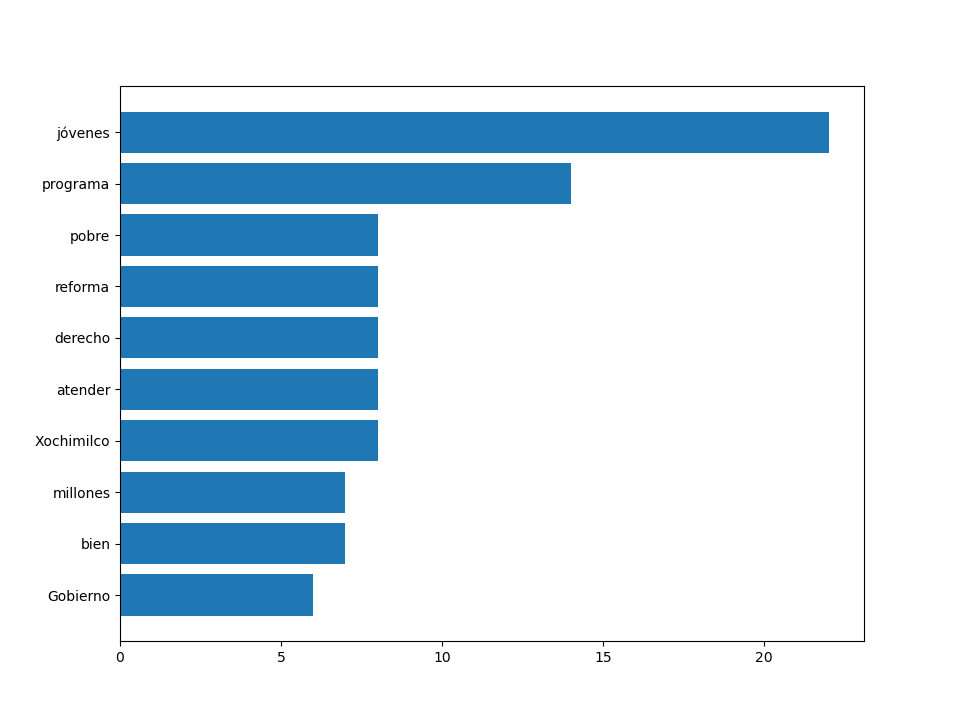 jóvenes
programa
pobre
reforma
derecho
atender
Xochimilco
millones
bien
Gobierno
0 5 10 15 20